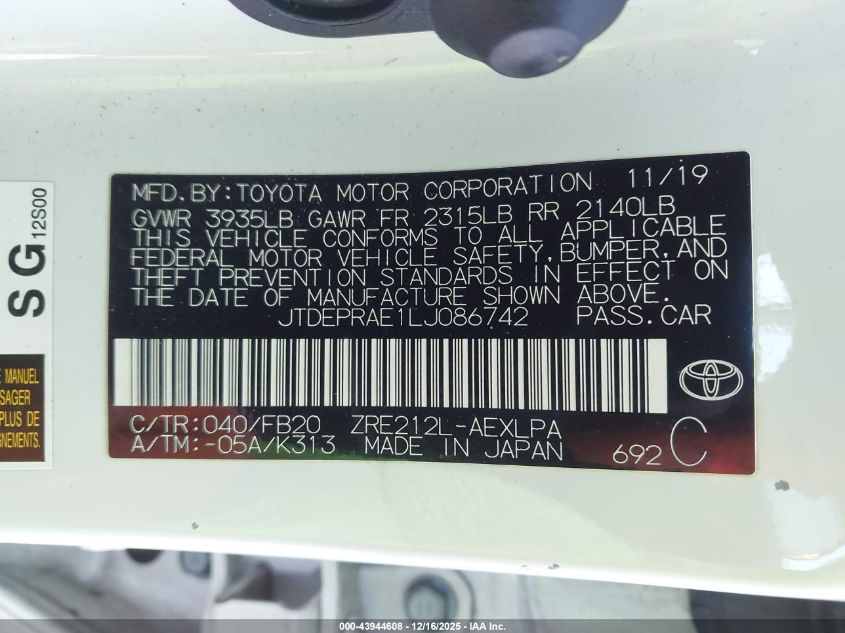 MFD.BY:TOYOTA MOTOR CORPORATION 11/19
GVWR 3935LB GAWR FR 2315LB RR 2140LB
THIS VEHICLE CONFORMS TO ALL APPLICABLE
FEDERAL MOTOR VEHICLE SAFETY,BUMPER,AND
THEFT PREVENTION STANDARDS IN EFFECT ON
THE DATE OF MANUFACTURE SHOWN ABOVE.
JTDEPRAE1LJ086742 PASS.CAR
C/TR:040/FB20 ZRE212L-AEXLPA
A/TM:-05A/K313 MADE IN JAPAN 692 C
SG 12S00
E MANUEL
SAGER
PLUS DE
GNEMENTS.
000-43944608 - 12/16/2025 - IAA Inc.